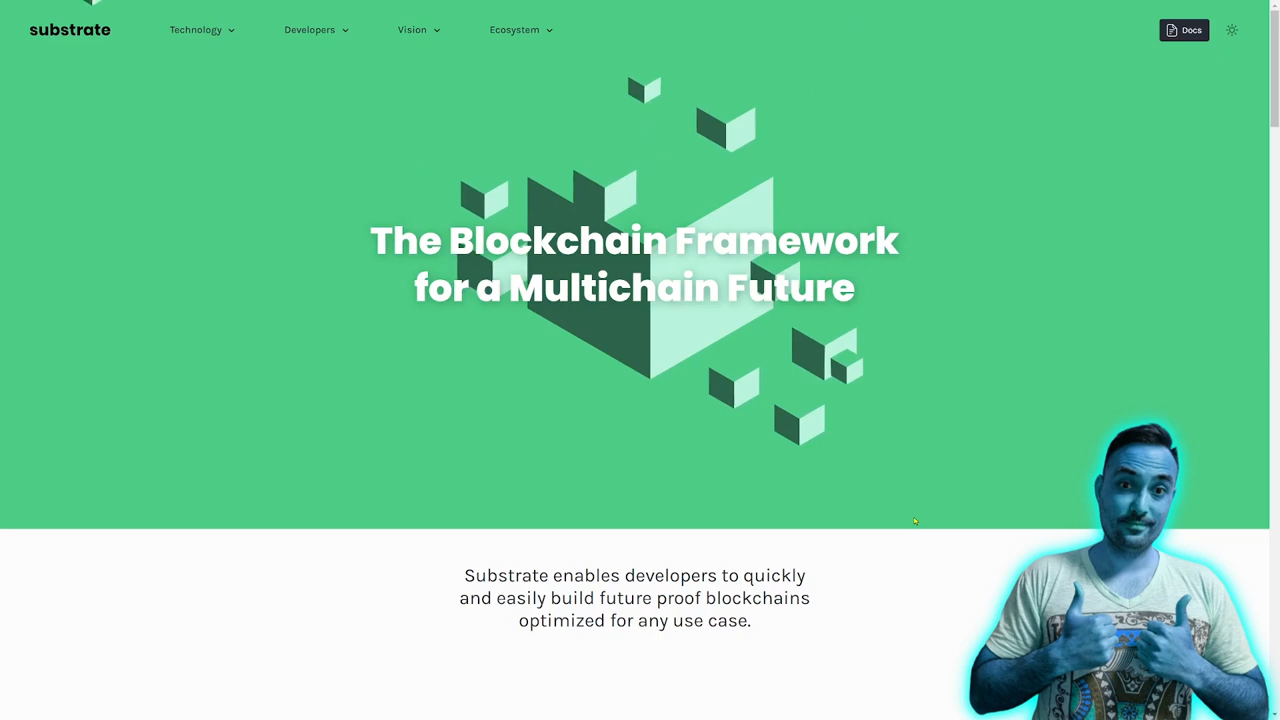 substrate
Technology
Developers
Vision
Ecosystem
Docs
The Blockchain Framework
for a Multichain Future
Substrate enables developers to quickly
and easily build future proof blockchains
optimized for any use case.